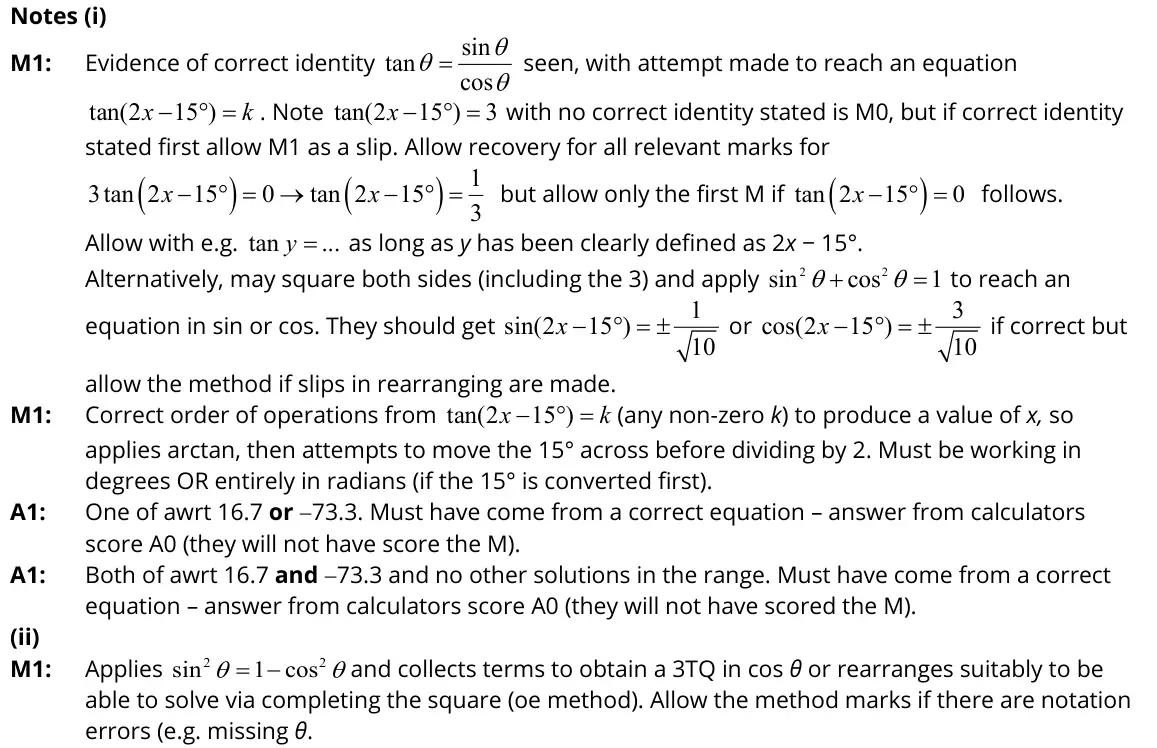 Notes (i)
M1: Evidence of correct identity tan θ = sin θ / cos θ seen, with attempt made to reach an equation
tan(2x − 15°) = k . Note tan(2x − 15°) = 3 with no correct identity stated is M0, but if correct identity
stated first allow M1 as a slip. Allow recovery for all relevant marks for
3 tan(2x − 15°) = 0 → tan(2x − 15°) = 1/3 but allow only the first M if tan(2x − 15°) = 0 follows.
Allow with e.g. tan y = ... as long as y has been clearly defined as 2x − 15°.
Alternatively, may square both sides (including the 3) and apply sin² θ + cos² θ = 1 to reach an
equation in sin or cos. They should get sin(2x − 15°) = ± 1/√10 or cos(2x − 15°) = ± 3/√10 if correct but
allow the method if slips in rearranging are made.
M1: Correct order of operations from tan(2x − 15°) = k (any non-zero k) to produce a value of x, so
applies arctan, then attempts to move the 15° across before dividing by 2. Must be working in
degrees OR entirely in radians (if the 15° is converted first).
A1: One of awrt 16.7 or −73.3. Must have come from a correct equation – answer from calculators
score A0 (they will not have score the M).
A1: Both of awrt 16.7 and −73.3 and no other solutions in the range. Must have come from a correct
equation – answer from calculators score A0 (they will not have scored the M).
(ii)
M1: Applies sin² θ = 1 − cos² θ and collects terms to obtain a 3TQ in cos θ or rearranges suitably to be
able to solve via completing the square (oe method). Allow the method marks if there are notation
errors (e.g. missing θ.